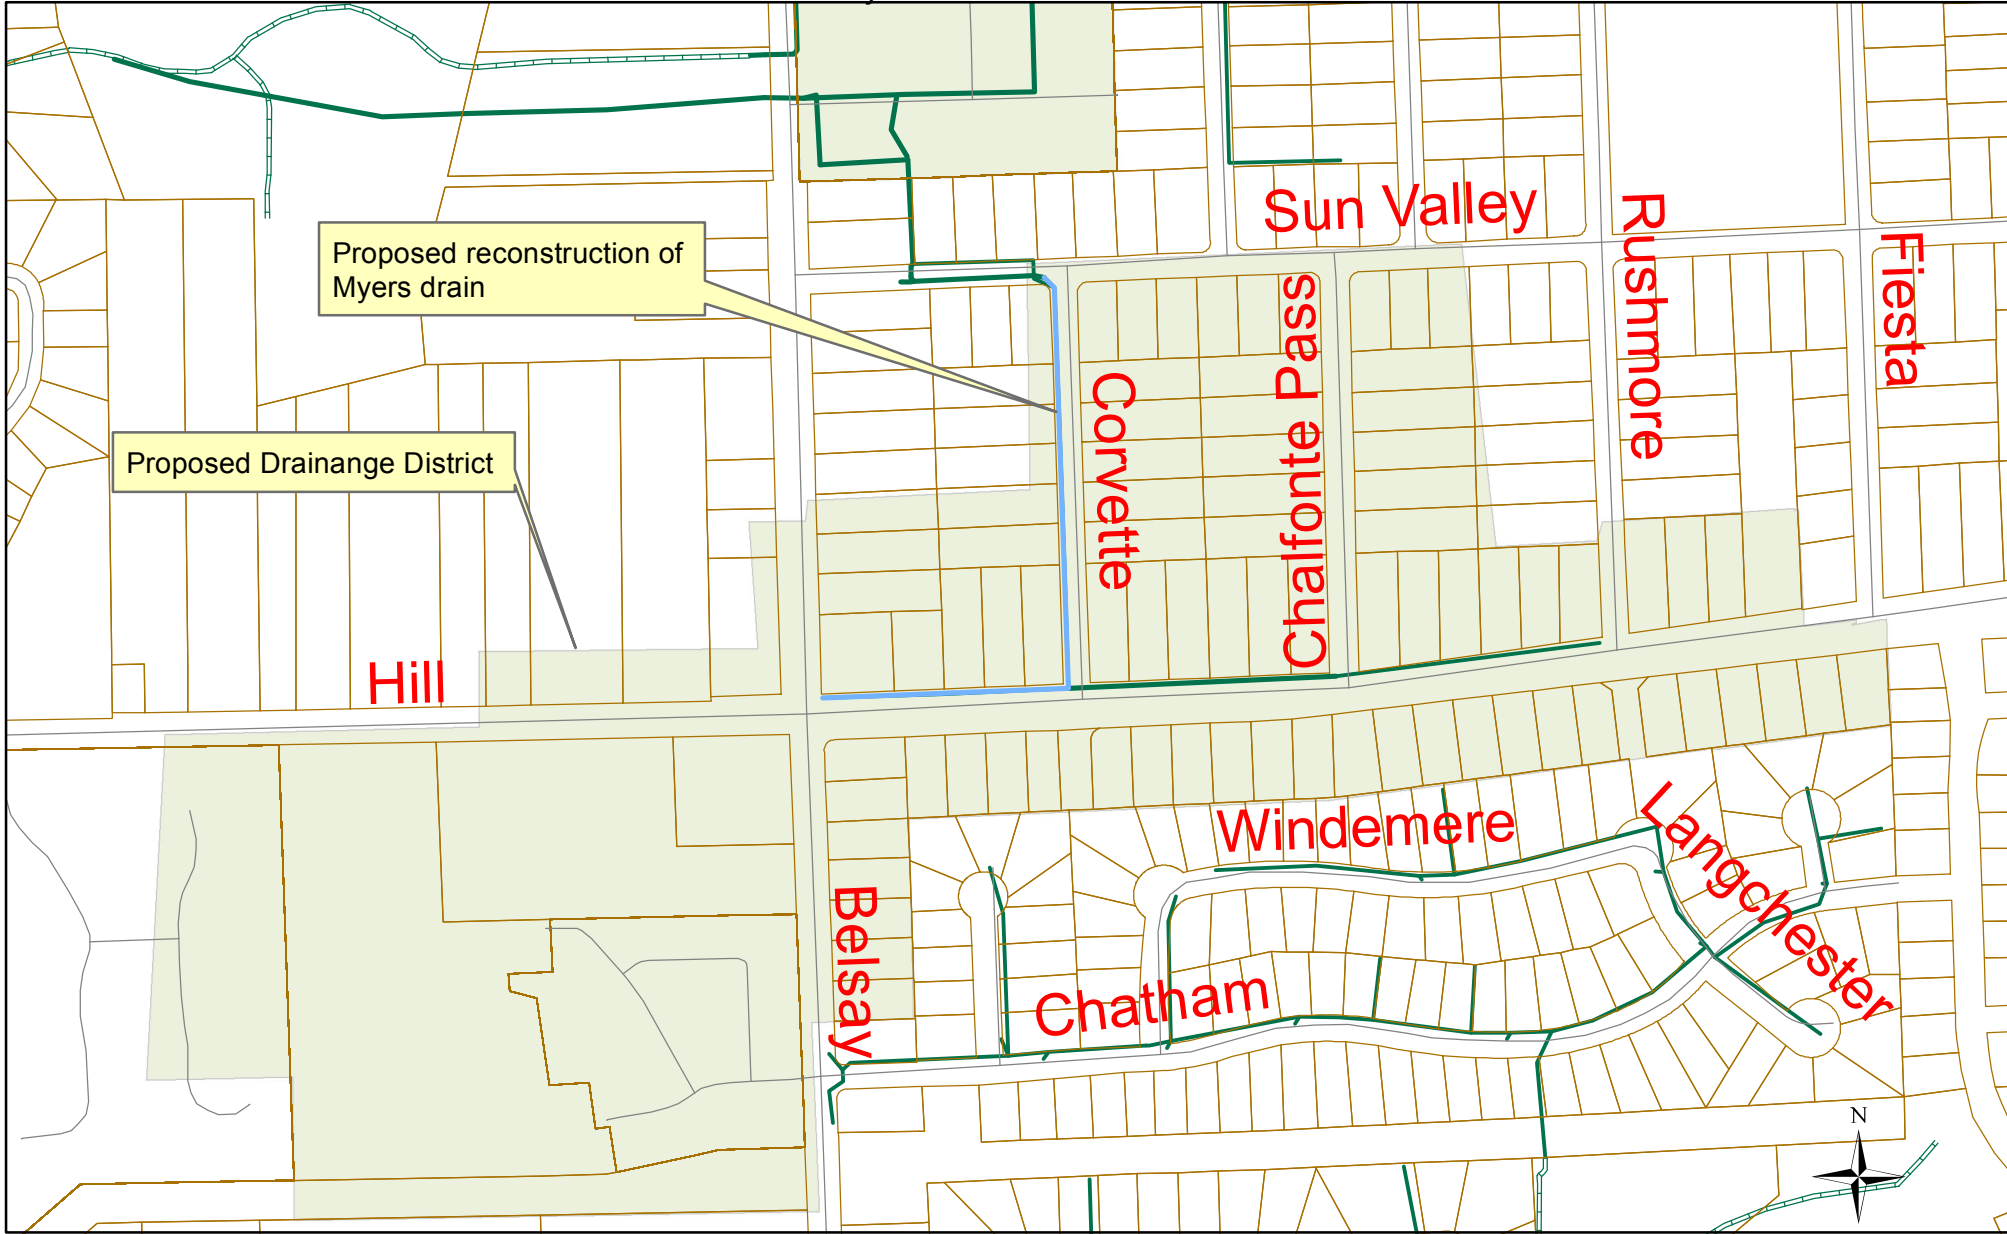 Sun Valley
Rushmore
Fiesta
Proposed reconstruction of
Myers drain
Chalfonte Pass
Corvette
Proposed Drainange District
Hill
Windemere
Langchester
Belsay
Chatham
N